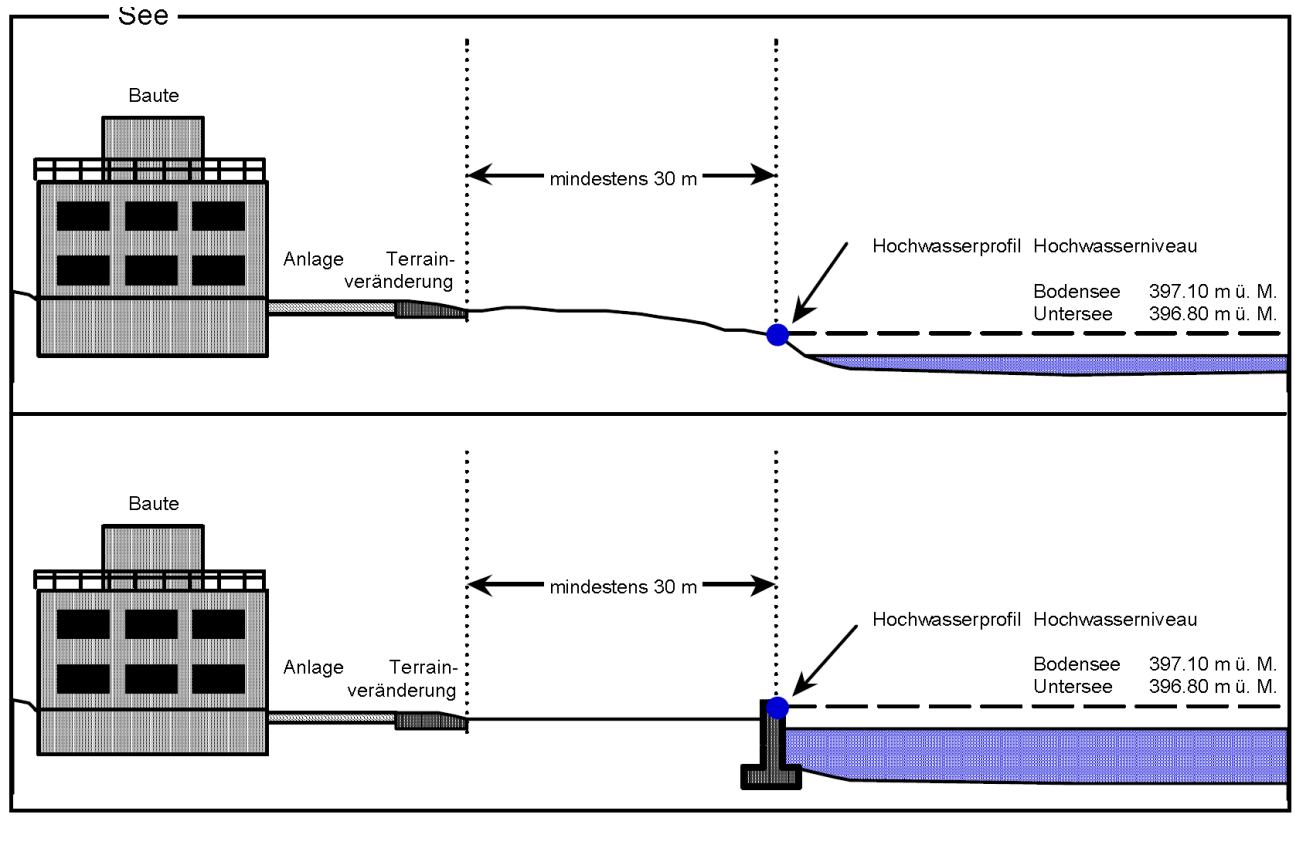 See
Baute
mindestens 30 m
Anlage Terrain-
veränderung
Hochwasserprofil Hochwasserniveau
Bodensee 397.10 m ü. M.
Untersee 396.80 m ü. M.
Baute
mindestens 30 m
Anlage Terrain-
veränderung
Hochwasserprofil Hochwasserniveau
Bodensee 397.10 m ü. M.
Untersee 396.80 m ü. M.